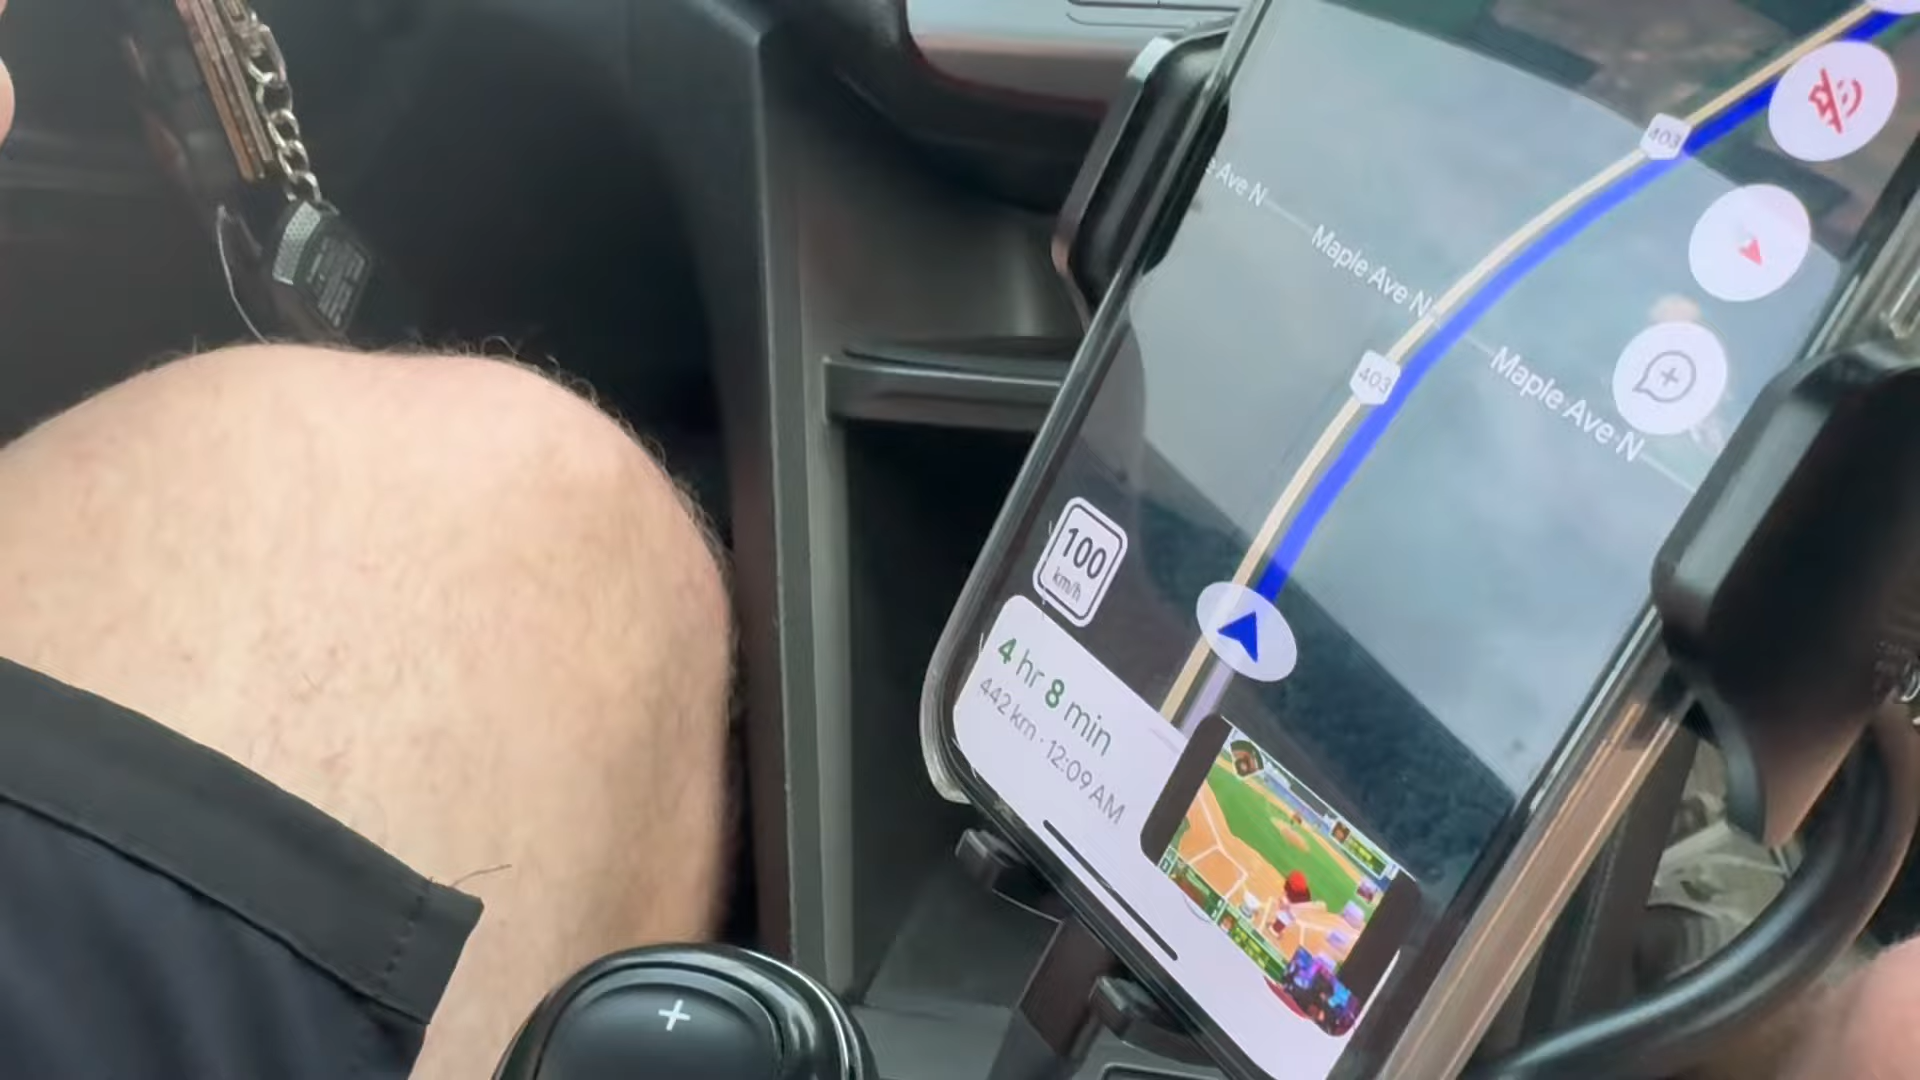 403
e Ave N
Maple Ave N
403
Maple Ave N
100
km/h
4 hr 8 min
442 km · 12:09 AM
+